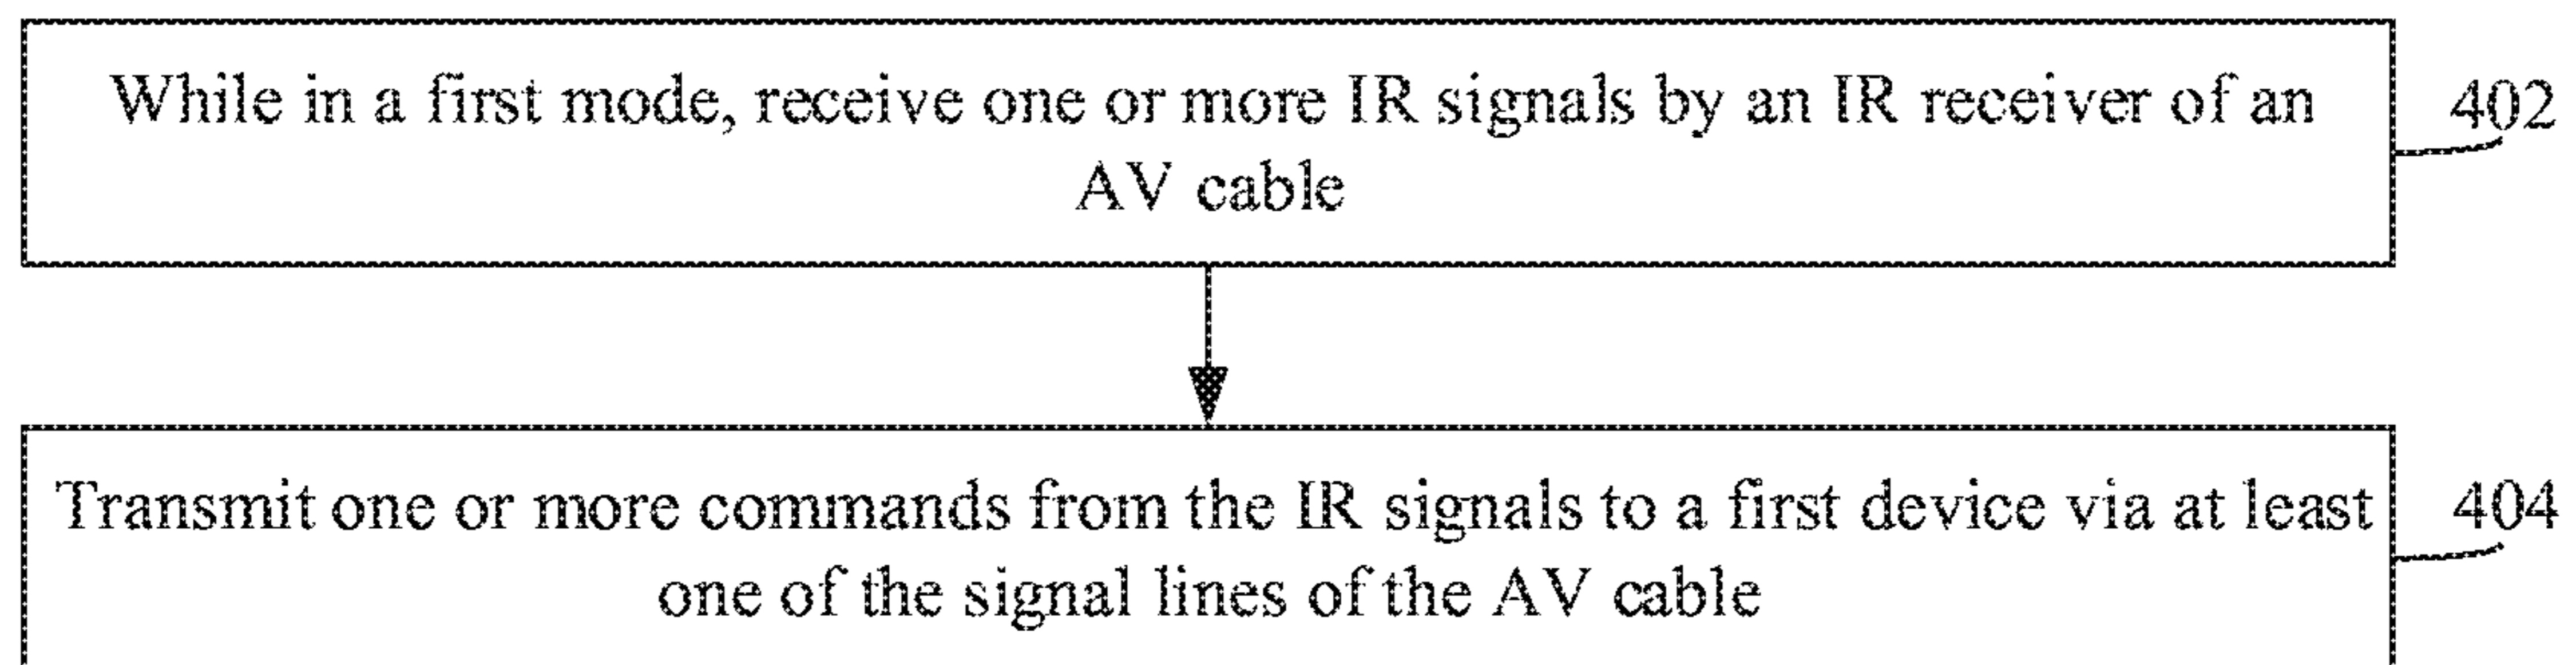 While in a first mode, receive one or more IR signals by an IR receiver of an
402
AV cable
Transmit one or more commands from the IR signals to a first device via at least
404
one of the signal lines of the AV cable